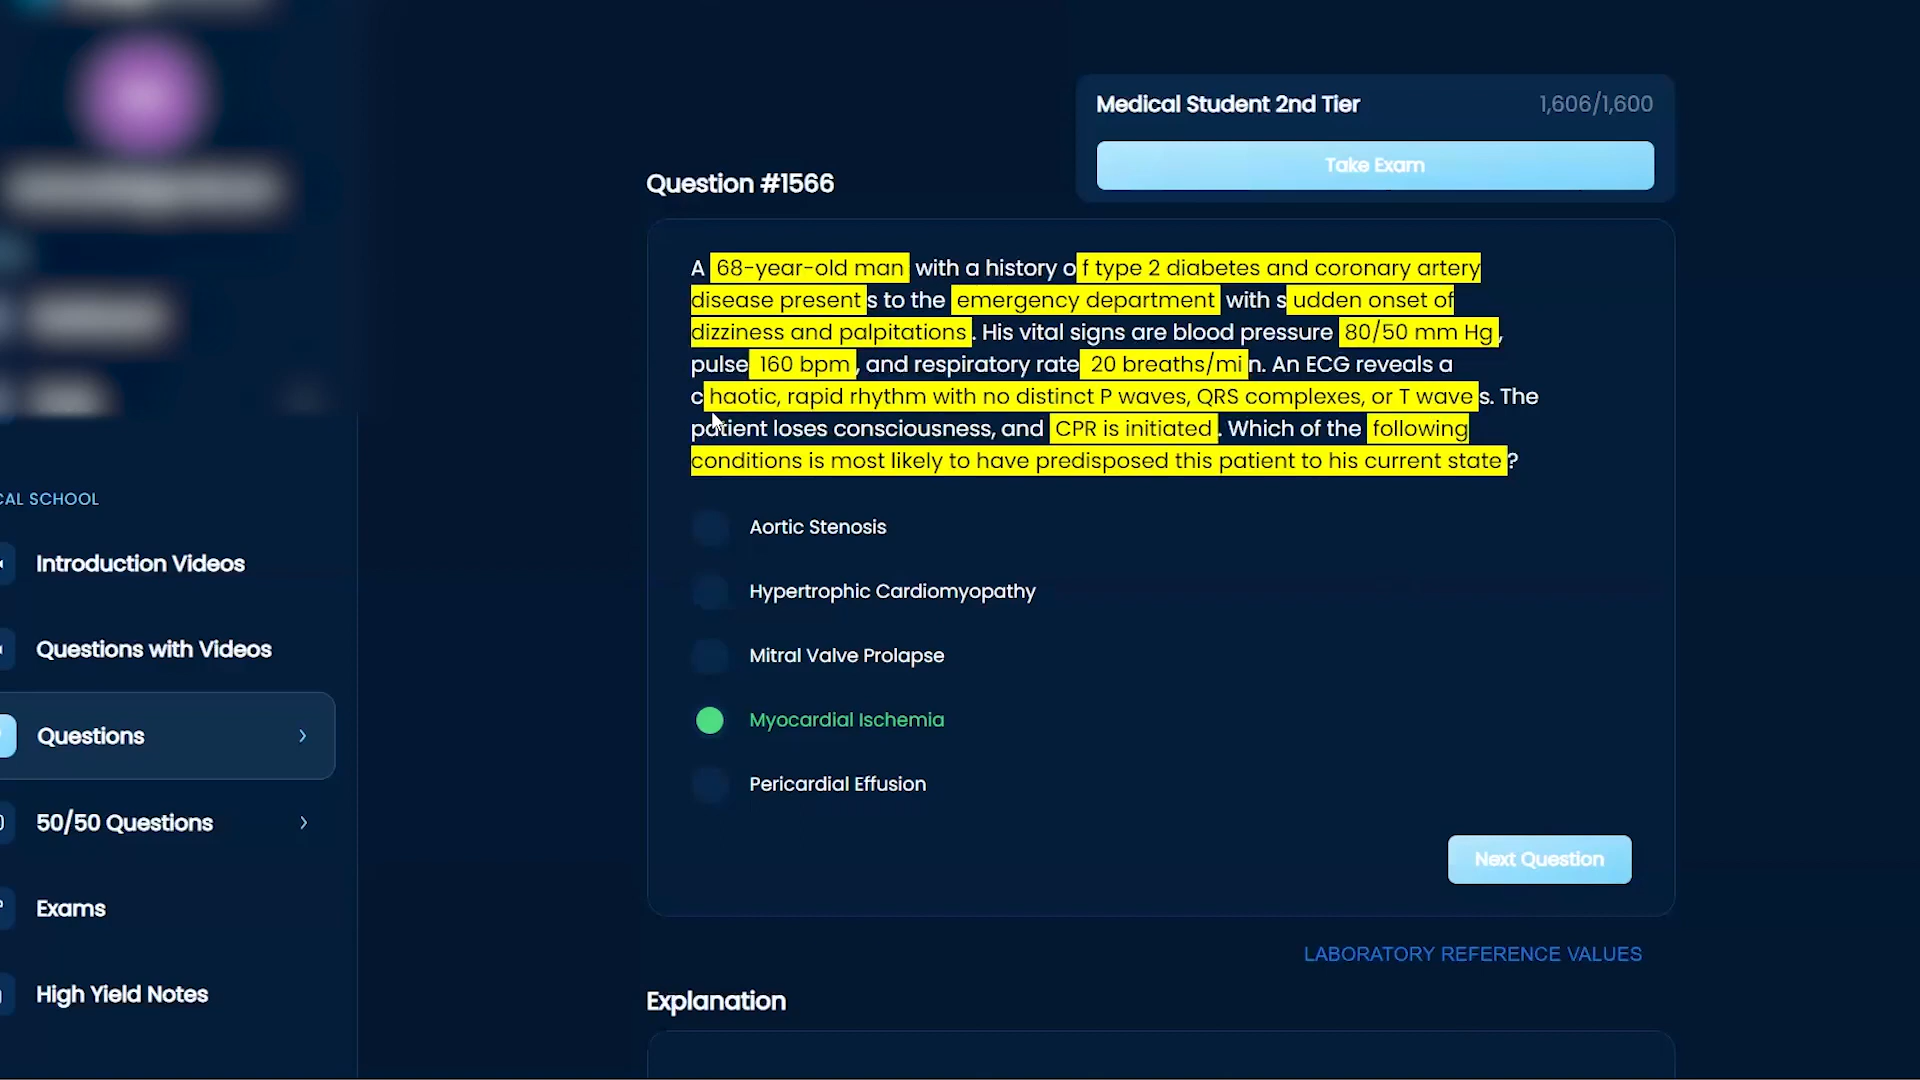 Medical Student 2nd Tier 1,606/1,600
Take Exam
Question #1566
A 68-year-old man with a history of type 2 diabetes and coronary artery
disease presents to the emergency department with sudden onset of
dizziness and palpitations. His vital signs are blood pressure 80/50 mm Hg,
pulse 160 bpm, and respiratory rate 20 breaths/min. An ECG reveals a
chaotic, rapid rhythm with no distinct P waves, QRS complexes, or T waves. The
patient loses consciousness, and CPR is initiated. Which of the following
conditions is most likely to have predisposed this patient to his current state?
Aortic Stenosis
Hypertrophic Cardiomyopathy
Mitral Valve Prolapse
Myocardial Ischemia
Pericardial Effusion
Next Question
LABORATORY REFERENCE VALUES
Explanation
CAL SCHOOL
Introduction Videos
Questions with Videos
Questions
50/50 Questions
Exams
High Yield Notes